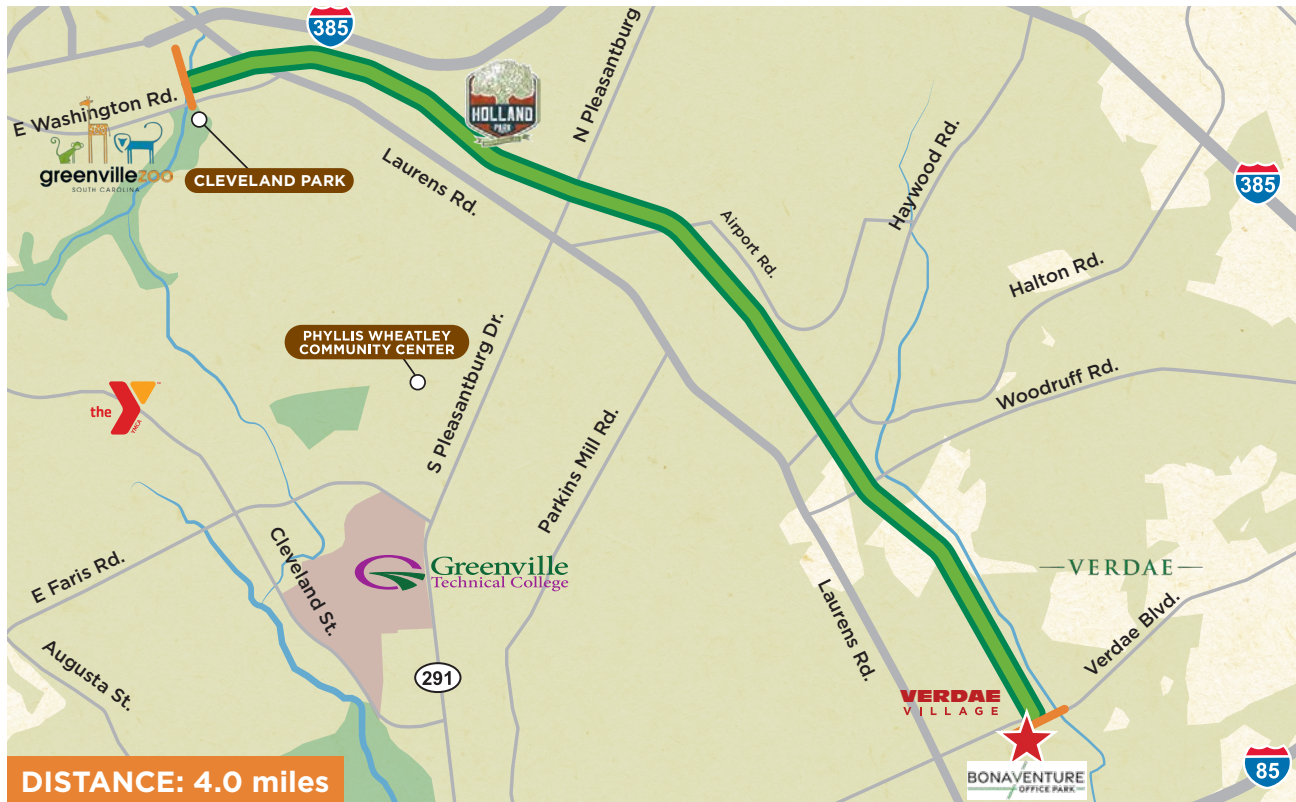 385
E Washington Rd.
greenvillezoo
SOUTH CAROLINA
CLEVELAND PARK
HOLLAND
PARK
N Pleasantburg
Laurens Rd.
Haywood Rd.
385
Airport Rd.
Halton Rd.
PHYLLIS WHEATLEY
COMMUNITY CENTER
S Pleasantburg Dr.
Woodruff Rd.
the
YMCA
Parkins Mill Rd.
E Faris Rd.
Cleveland St.
Greenville
Technical College
VERDAE
Laurens Rd.
Verdae Blvd.
Augusta St.
291
VERDAE
VILLAGE
BONAVENTURE
OFFICE PARK
85
DISTANCE: 4.0 miles